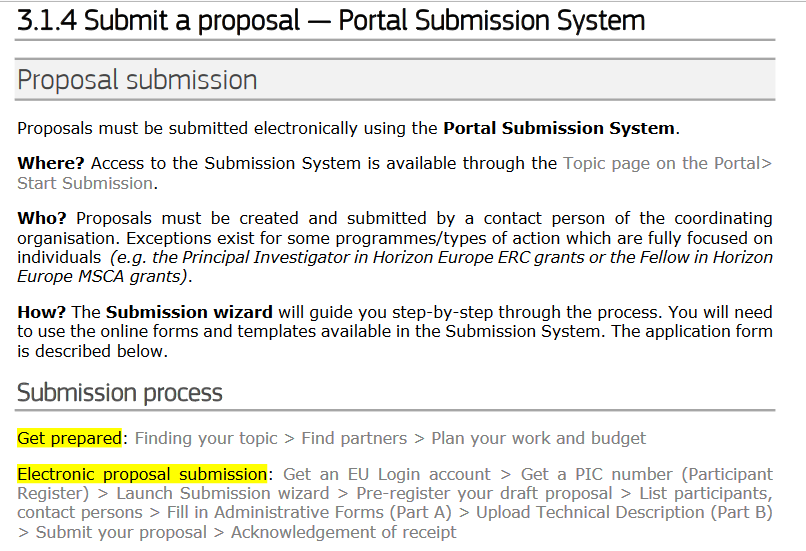 3.1.4 Submit a proposal — Portal Submission System
Proposal submission
Proposals must be submitted electronically using the Portal Submission System.
Where? Access to the Submission System is available through the Topic page on the Portal>
Start Submission.
Who? Proposals must be created and submitted by a contact person of the coordinating
organisation. Exceptions exist for some programmes/types of action which are fully focused on
individuals (e.g. the Principal Investigator in Horizon Europe ERC grants or the Fellow in Horizon
Europe MSCA grants).
How? The Submission wizard will guide you step-by-step through the process. You will need
to use the online forms and templates available in the Submission System. The application form
is described below.
Submission process
Get prepared: Finding your topic > Find partners > Plan your work and budget
Electronic proposal submission: Get an EU Login account > Get a PIC number (Participant
Register) > Launch Submission wizard > Pre-register your draft proposal > List participants,
contact persons > Fill in Administrative Forms (Part A) > Upload Technical Description (Part B)
> Submit your proposal > Acknowledgement of receipt